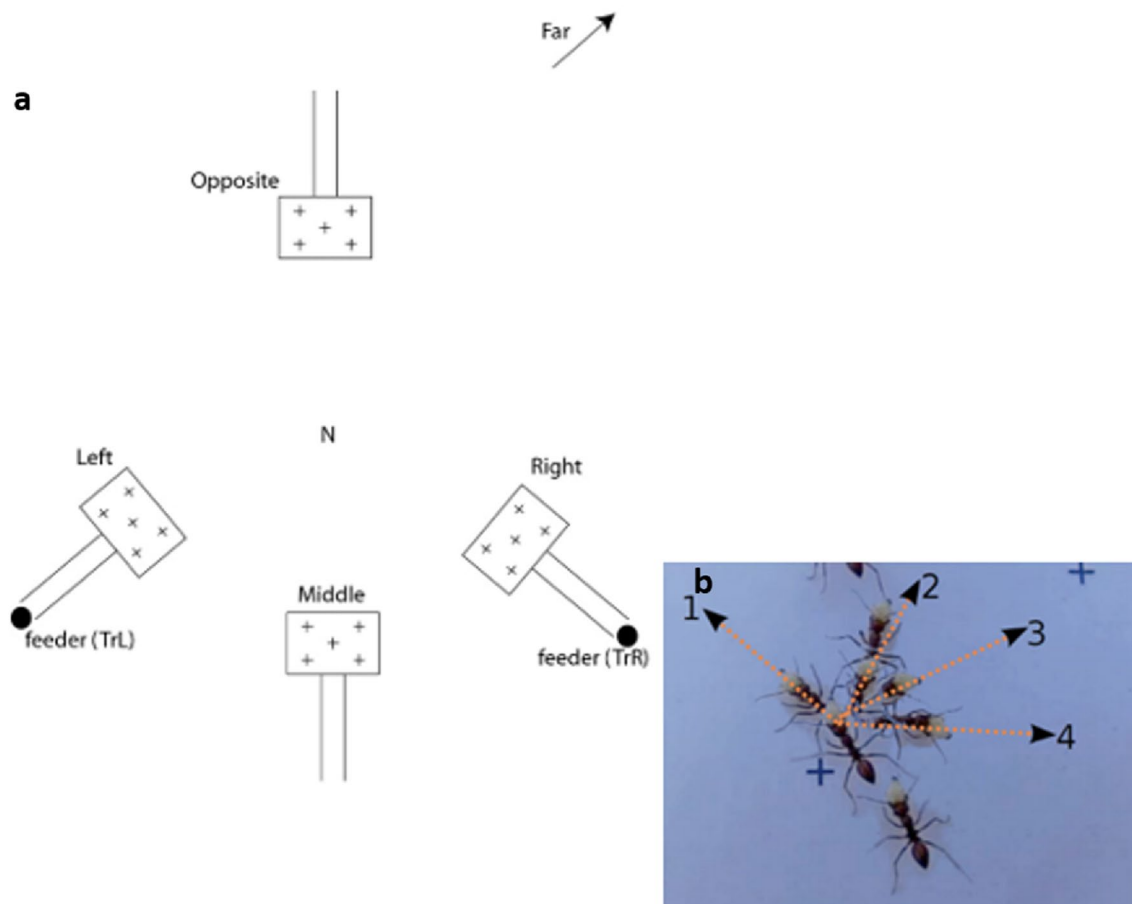 Far
a
Opposite
N
Left
Right
Middle
feeder (TrL)
feeder (TrR)
b
1
2
3
4